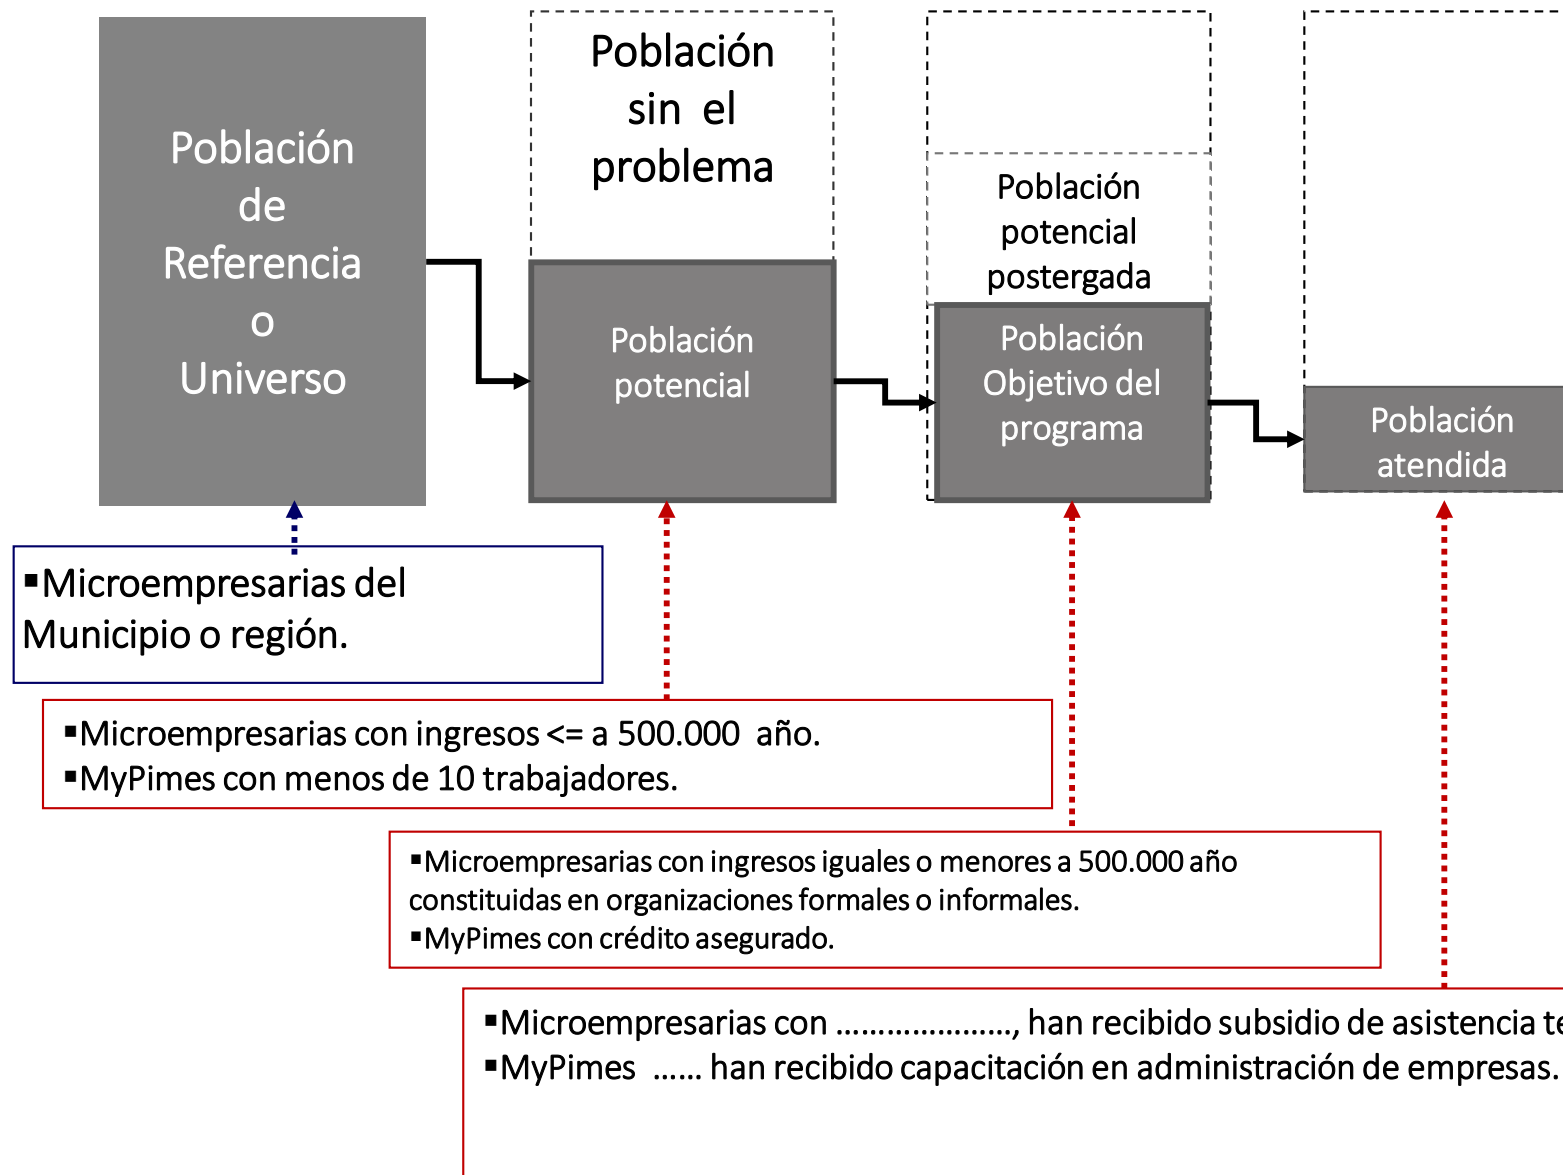 Población
de
Referencia
o
Universo
Población
sin el
problema
Población
potencial
Población
potencial
postergada
Población
Objetivo del
programa
Población
atendida
▪Microempresarias del
Municipio o región.
▪Microempresarias con ingresos <= a 500.000 año.
▪MyPimes con menos de 10 trabajadores.
▪Microempresarias con ingresos iguales o menores a 500.000 año
constituidas en organizaciones formales o informales.
▪MyPimes con crédito asegurado.
▪Microempresarias con …………………, han recibido subsidio de asistencia
▪MyPimes …… han recibido capacitación en administración de empresas.